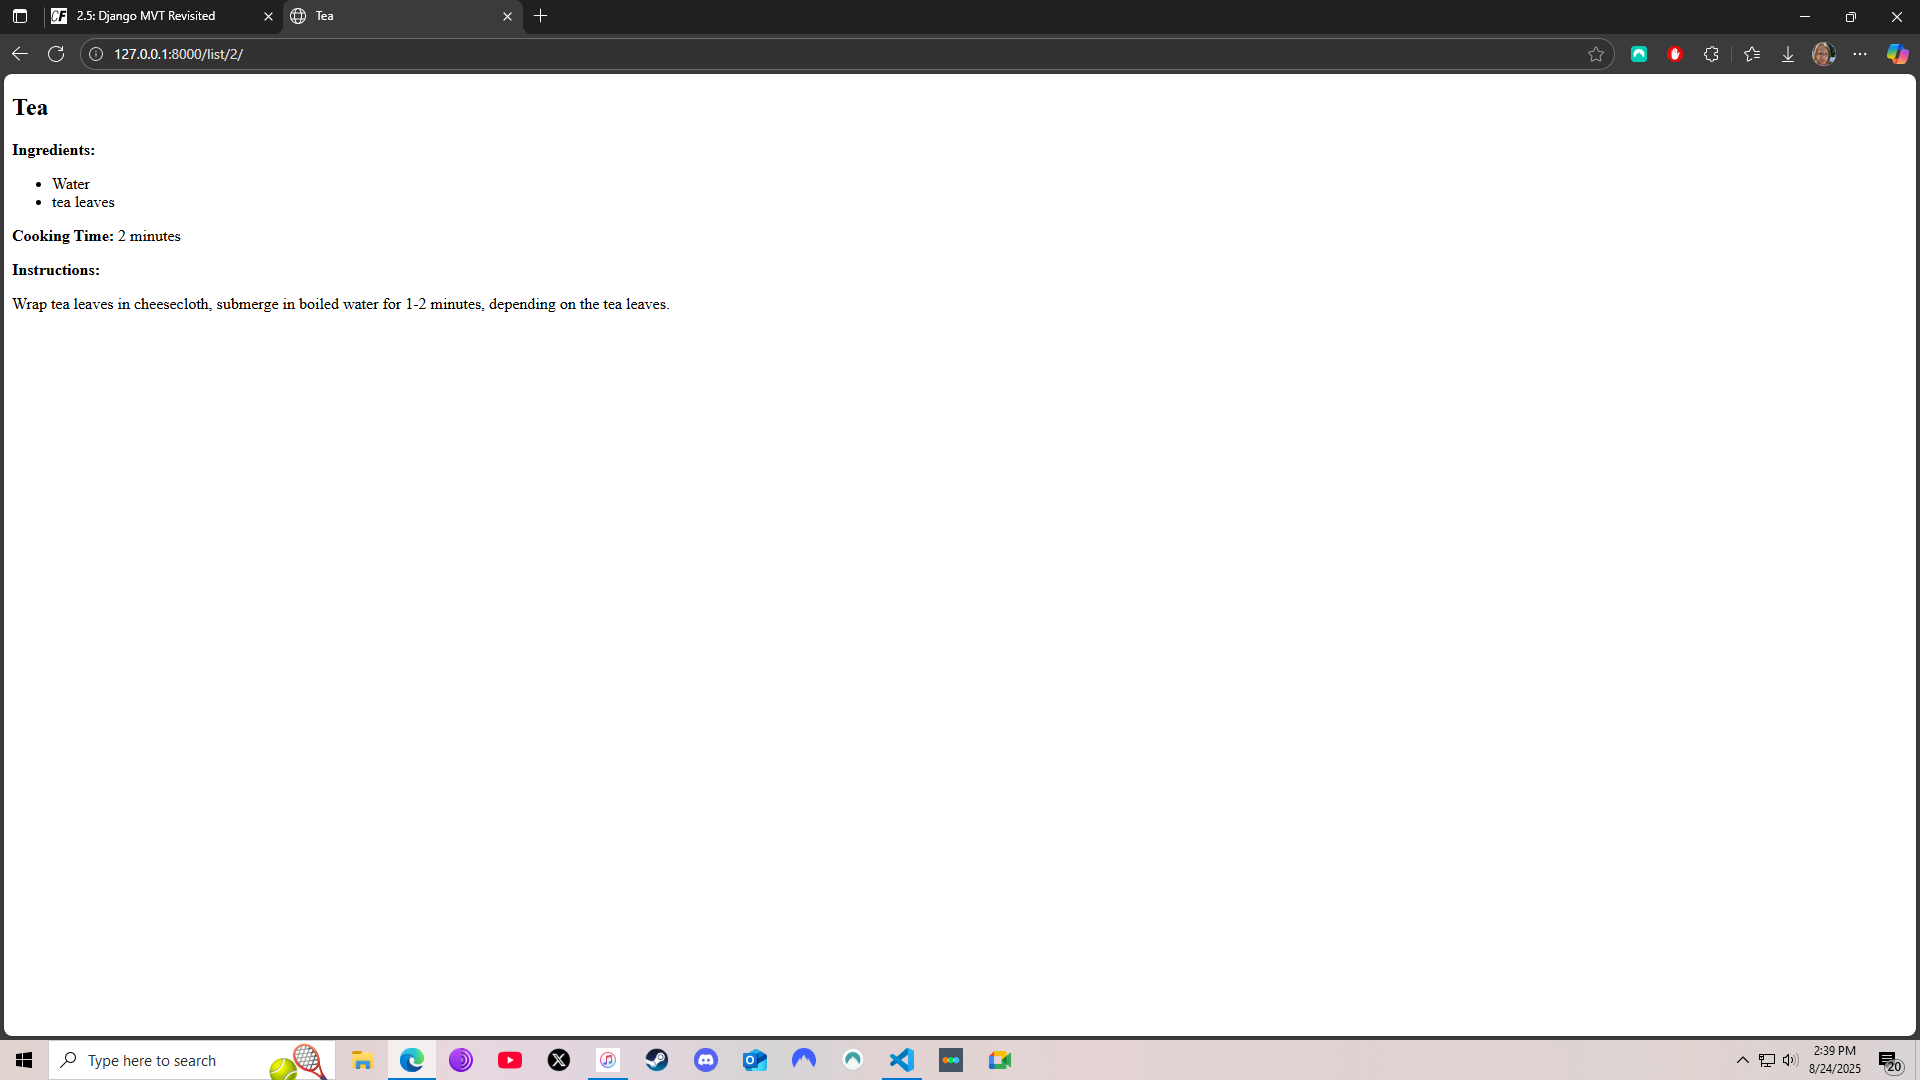 CF 2.5: Django MVT Revisited
Tea
127.0.0.1:8000/list/2/
Tea
Ingredients:
Water
tea leaves
Cooking Time: 2 minutes
Instructions:
Wrap tea leaves in cheesecloth, submerge in boiled water for 1-2 minutes, depending on the tea leaves.
Type here to search
2:39 PM
8/24/2025
20